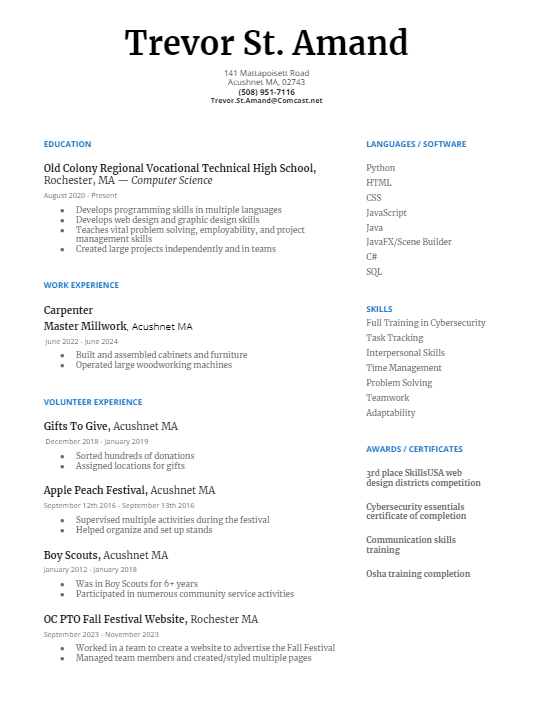 Trevor St. Amand
141 Mattapoisett Road
Acushnet MA, 02743
(508) 951-7116
Trevor.St.Amand@Comcast.net
EDUCATION
Old Colony Regional Vocational Technical High School,
Rochester, MA — Computer Science
August 2020 - Present
● Develops programming skills in multiple languages
● Develops web design and graphic design skills
● Teaches vital problem solving, employability, and project
management skills
● Created large projects independently and in teams
WORK EXPERIENCE
Carpenter
Master Millwork, Acushnet MA
June 2022 - June 2024
● Built and assembled cabinets and furniture
● Operated large woodworking machines
VOLUNTEER EXPERIENCE
Gifts To Give, Acushnet MA
December 2018 - January 2019
● Sorted hundreds of donations
● Assigned locations for gifts
Apple Peach Festival, Acushnet MA
September 12th 2016 - September 13th 2016
● Supervised multiple activities during the festival
● Helped organize and set up stands
Boy Scouts, Acushnet MA
January 2012 - January 2018
● Was in Boy Scouts for 6+ years
● Participated in numerous community service activities
OC PTO Fall Festival Website, Rochester MA
September 2023 - November 2023
● Worked in a team to create a website to advertise the Fall Festival
● Managed team members and created/styled multiple pages
LANGUAGES / SOFTWARE
Python
HTML
CSS
JavaScript
Java
JavaFX/Scene Builder
C#
SQL
SKILLS
Full Training in Cybersecurity
Task Tracking
Interpersonal Skills
Time Management
Problem Solving
Teamwork
Adaptability
AWARDS / CERTIFICATES
3rd place SkillsUSA web
design districts competition
Cybersecurity essentials
certificate of completion
Communication skills
training
Osha training completion